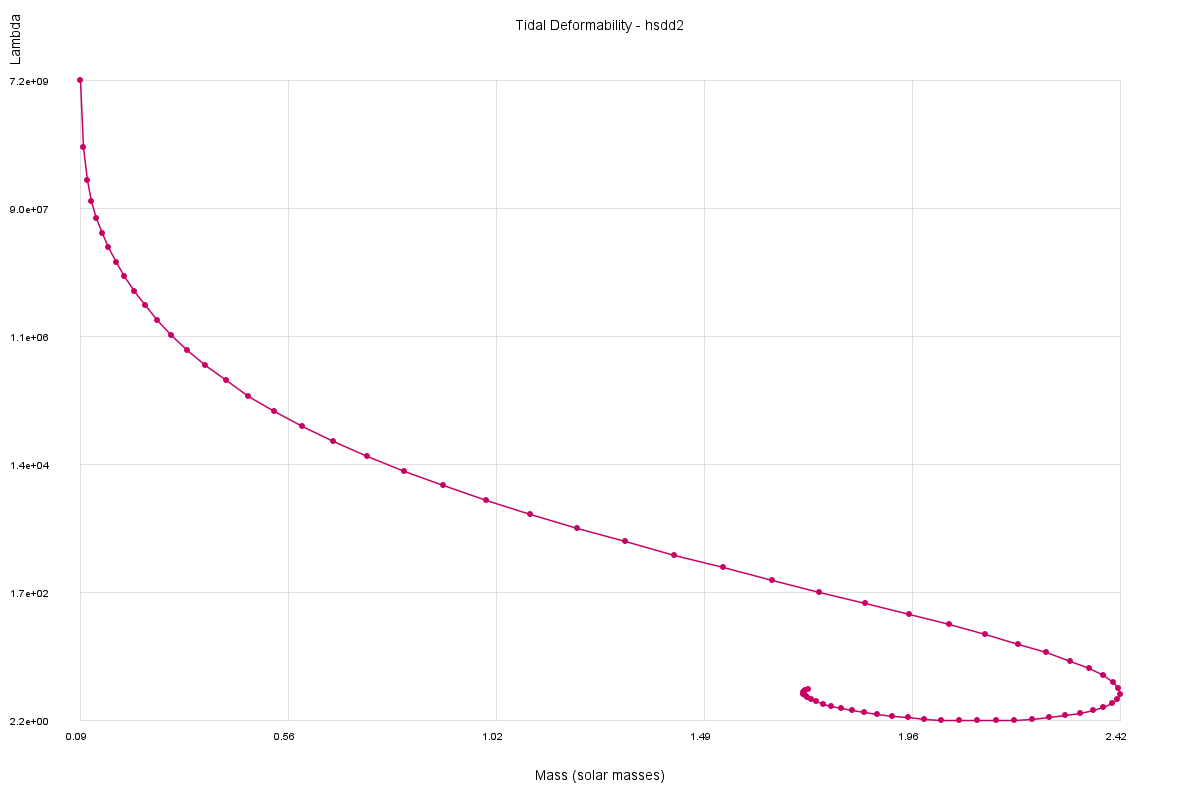 Tidal Deformability - hsdd2
Lambda
7.2e+09
9.0e+07
1.1e+06
1.4e+04
1.7e+02
2.2e+00
0.09 0.56 1.02 1.49 1.96 2.42
Mass (solar masses)